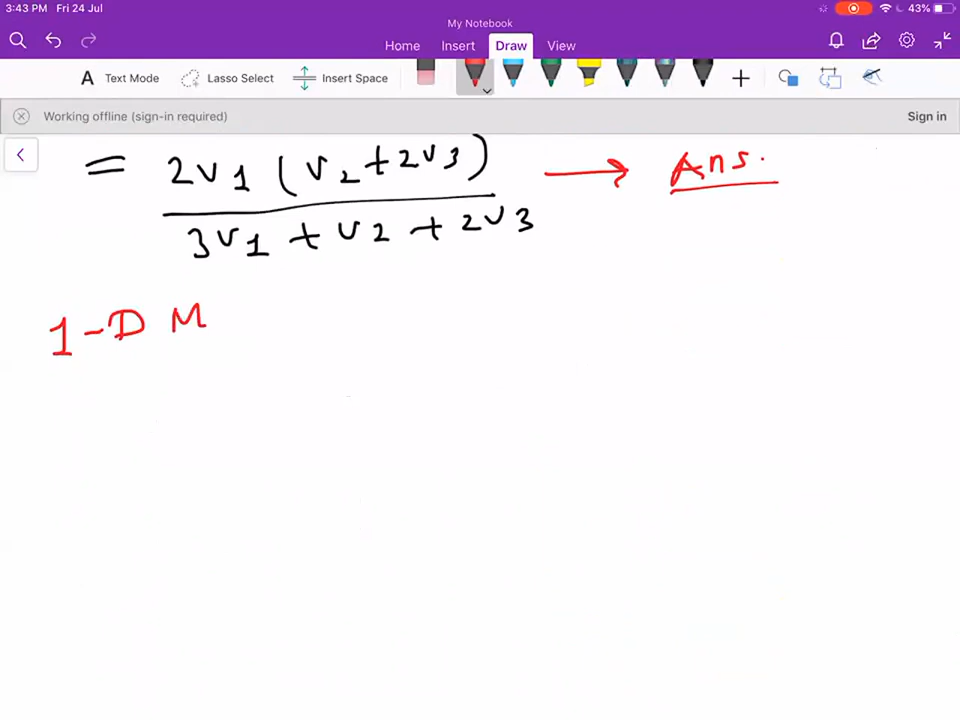 3:43 PM Fri 24 Jul
43%
My Notebook
Home Insert Draw View
A Text Mode Lasso Select Insert Space
Working offline (sign-in required) Sign in
= 2v1 (v2+2v3) → Ans.
3v1 + v2 + 2v3
1-D M